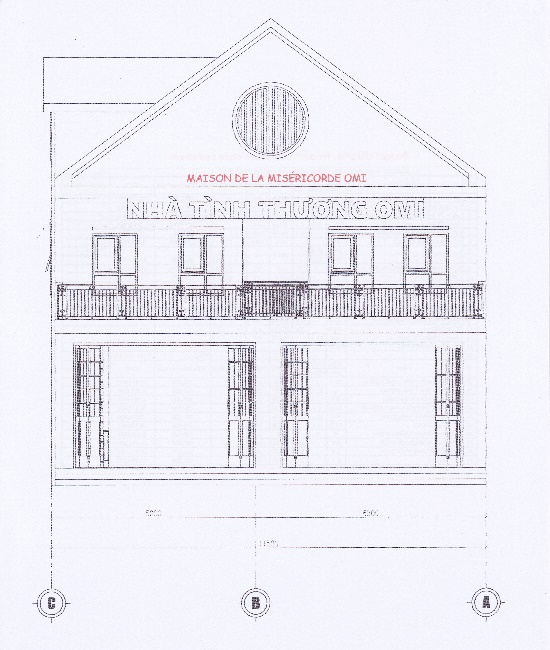 MAISON DE LA MISÉRICORDE OMI
NHÀ TÌNH THƯƠNG OMI
C B A